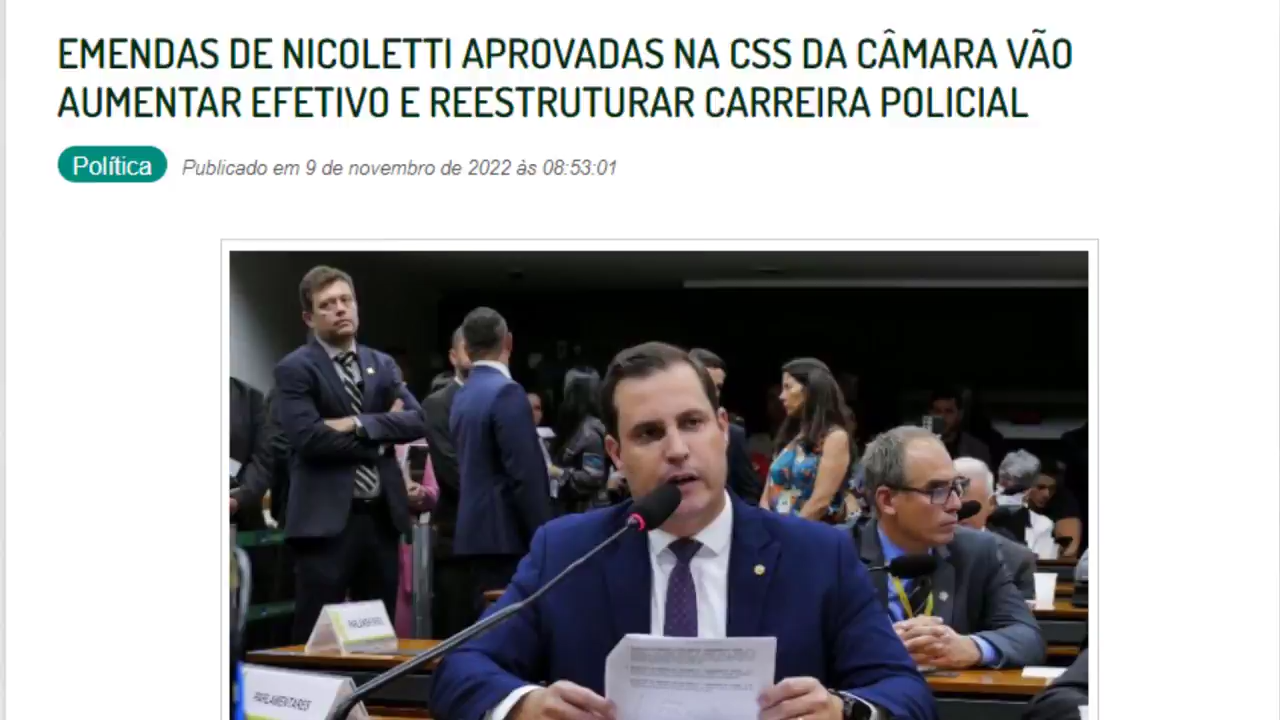 EMENDAS DE NICOLETTI APROVADAS NA CSS DA CÂMARA VÃO
AUMENTAR EFETIVO E REESTRUTURAR CARREIRA POLICIAL
Política
Publicado em 9 de novembro de 2022 às 08:53:01
PARLAMENTARES